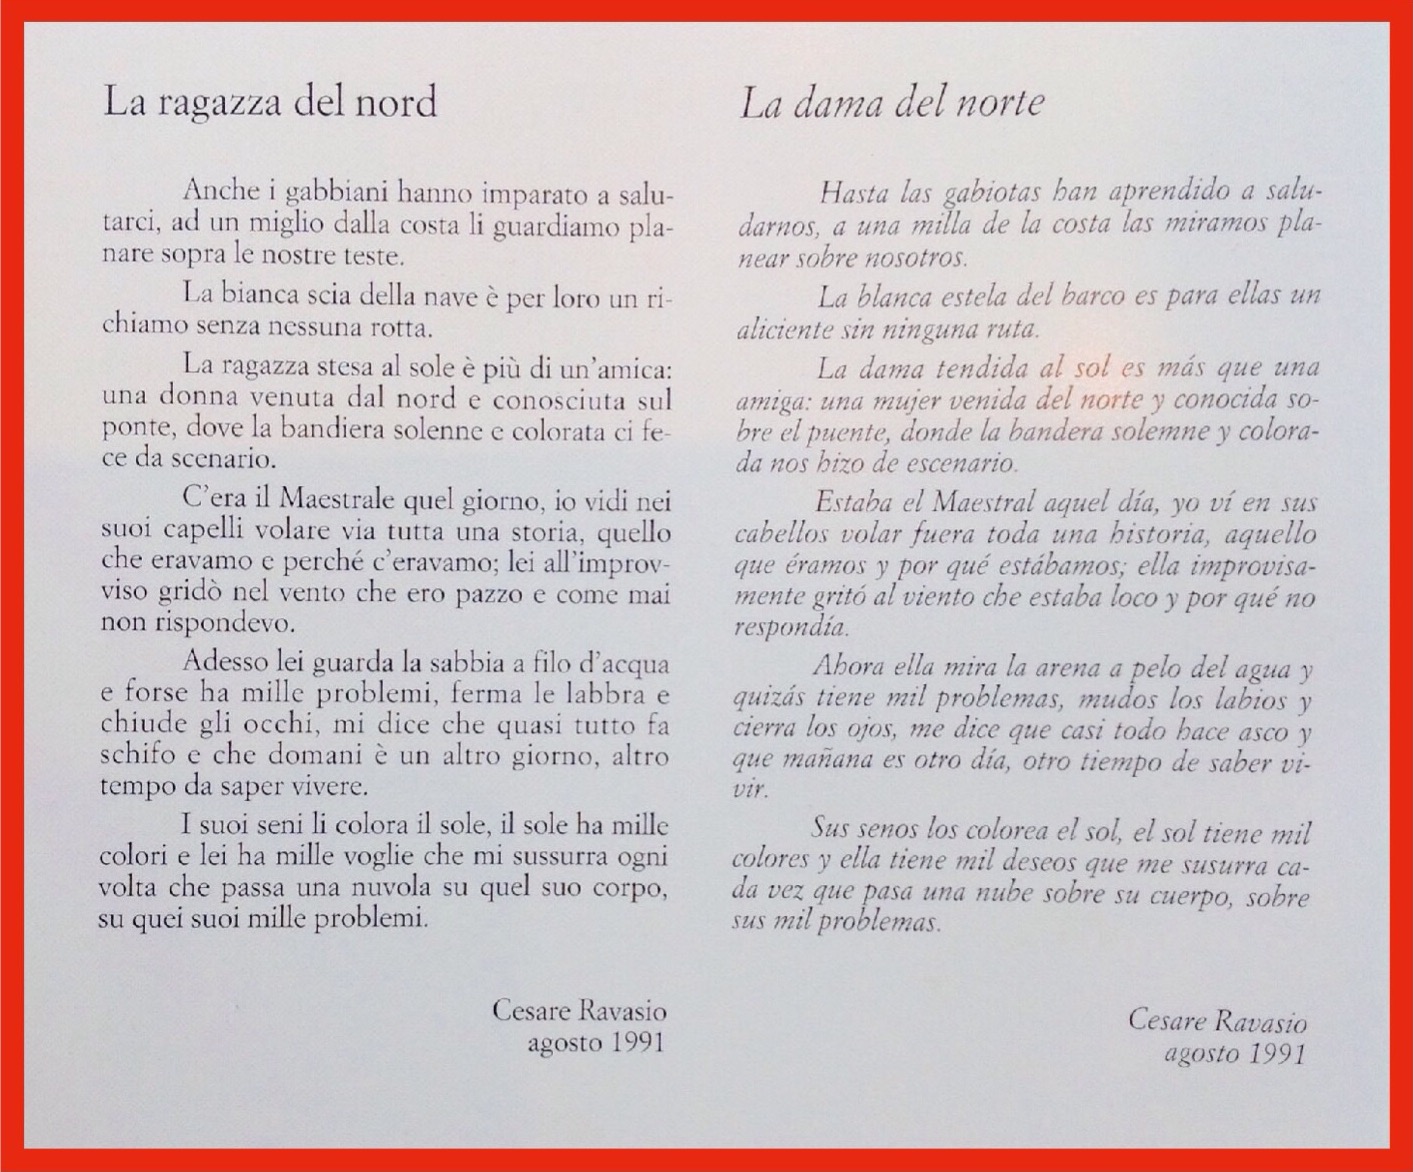 La ragazza del nord
Anche i gabbiani hanno imparato a salu-
tarci, ad un miglio dalla costa li guardiamo pla-
nare sopra le nostre teste.
La bianca scia della nave è per loro un ri-
chiamo senza nessuna rotta.
La ragazza stesa al sole è più di un'amica:
una donna venuta dal nord e conosciuta sul
ponte, dove la bandiera solenne e colorata ci fe-
ce da scenario.
C'era il Maestrale quel giorno, io vidi nei
suoi capelli volare via tutta una storia, quello
che eravamo e perché c'eravamo; lei all'improv-
viso gridò nel vento che ero pazzo e come mai
non rispondevo.
Adesso lei guarda la sabbia a filo d'acqua
e forse ha mille problemi, ferma le labbra e
chiude gli occhi, mi dice che quasi tutto fa
schifo e che domani è un altro giorno, altro
tempo da saper vivere.
I suoi seni li colora il sole, il sole ha mille
colori e lei ha mille voglie che mi sussurra ogni
volta che passa una nuvola su quel suo corpo,
su quei suoi mille problemi.
Cesare Ravasio
agosto 1991
La dama del norte
Hasta las gabiotas han aprendido a salu-
darnos, a una milla de la costa las miramos pla-
near sobre nosotros.
La blanca estela del barco es para ellas un
aliciente sin ninguna ruta.
La dama tendida al sol es más que una
amiga: una mujer venida del norte y conocida so-
bre el puente, donde la bandera solemne y colora-
da nos hizo de escenario.
Estaba el Maestral aquel día, yo ví en sus
cabellos volar fuera toda una historia, aquello
que éramos y por qué estábamos; ella improvisa-
mente gritó al viento che estaba loco y por qué no
respondía.
Ahora ella mira la arena a pelo del agua y
quizás tiene mil problemas, mudos los labios y
cierra los ojos, me dice que casi todo hace asco y
que mañana es otro día, otro tiempo de saber vi-
vir.
Sus senos los colorea el sol, el sol tiene mil
colores y ella tiene mil deseos que me susurra ca-
da vez que pasa una nube sobre su cuerpo, sobre
sus mil problemas.
Cesare Ravasio
agosto 1991